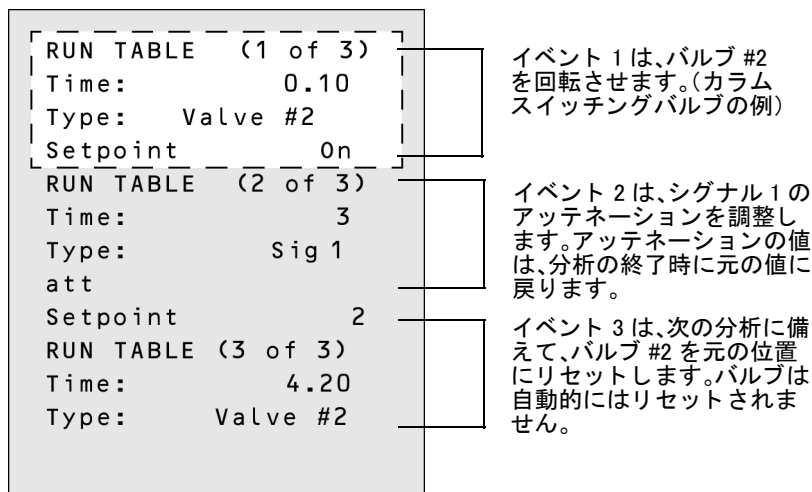 RUN TABLE (1 of 3)
Time: 0.10
Type: Valve #2
Setpoint On
RUN TABLE (2 of 3)
Time: 3
Type: Sig 1
att
Setpoint 2
RUN TABLE (3 of 3)
Time: 4.20
Type: Valve #2
イベント 1 は、バルブ #2
を回転させます。(カラム
スイッチングバルブの例)
イベント 2 は、シグナル 1 の
アッテネーションを調整し
ます。アッテネーションの値
は、分析の終了時に元の値に
戻ります。
イベント 3 は、次の分析に備
えて、バルブ #2 を元の位置
にリセットします。バルブは
自動的にはリセットされま
せん。